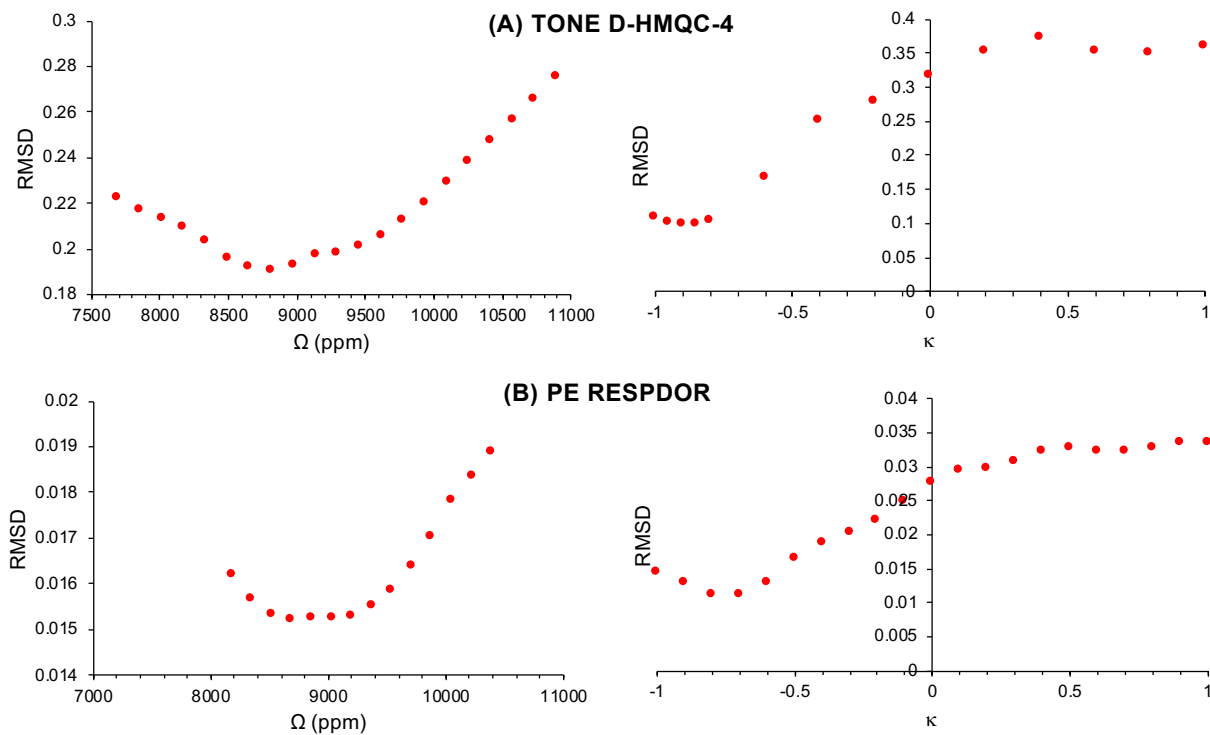 (A) TONE D-HMQC-4
RMSD
0.3
0.28
0.26
0.24
0.22
0.2
0.18
7500 8000 8500 9000 9500 10000 10500 11000
Ω (ppm)
RMSD
0.4
0.35
0.3
0.25
0.2
0.15
0.1
0.05
0
-1 -0.5 0 0.5 1
κ
(B) PE RESPDOR
RMSD
0.02
0.019
0.018
0.017
0.016
0.015
0.014
7000 8000 9000 10000 11000
Ω (ppm)
RMSD
0.04
0.035
0.03
0.025
0.02
0.015
0.01
0.005
0
-1 -0.5 0 0.5 1
κ